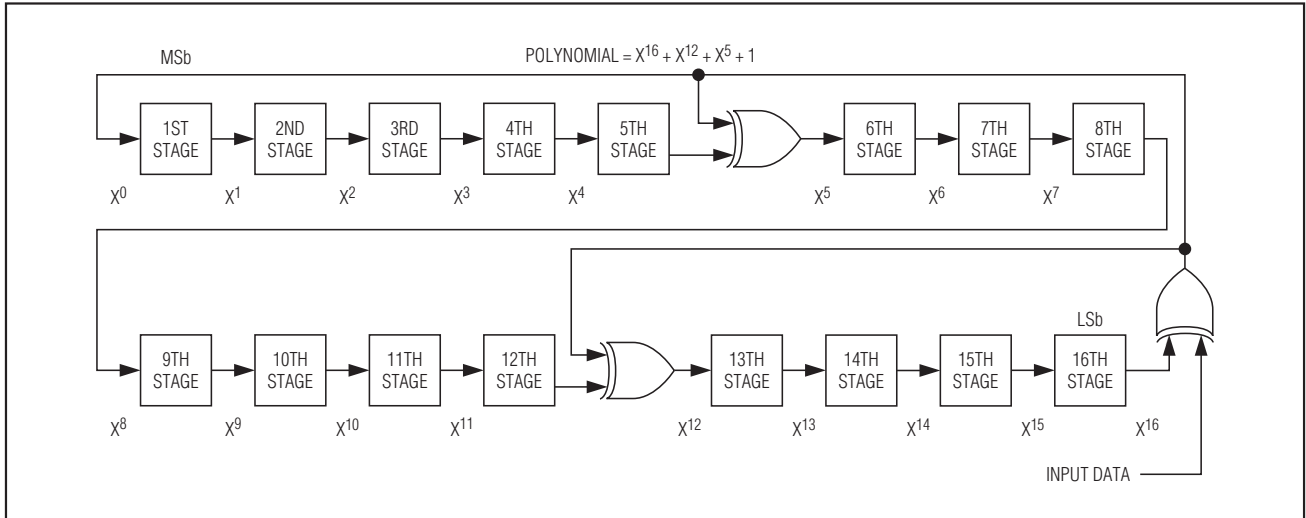 MSb
POLYNOMIAL = X16 + X12 + X5 + 1
1ST
STAGE
2ND
STAGE
3RD
STAGE
4TH
STAGE
5TH
STAGE
6TH
STAGE
7TH
STAGE
8TH
STAGE
X0
X1
X2
X3
X4
X5
X6
X7
LSb
9TH
STAGE
10TH
STAGE
11TH
STAGE
12TH
STAGE
13TH
STAGE
14TH
STAGE
15TH
STAGE
16TH
STAGE
X8
X9
X10
X11
X12
X13
X14
X15
X16
INPUT DATA